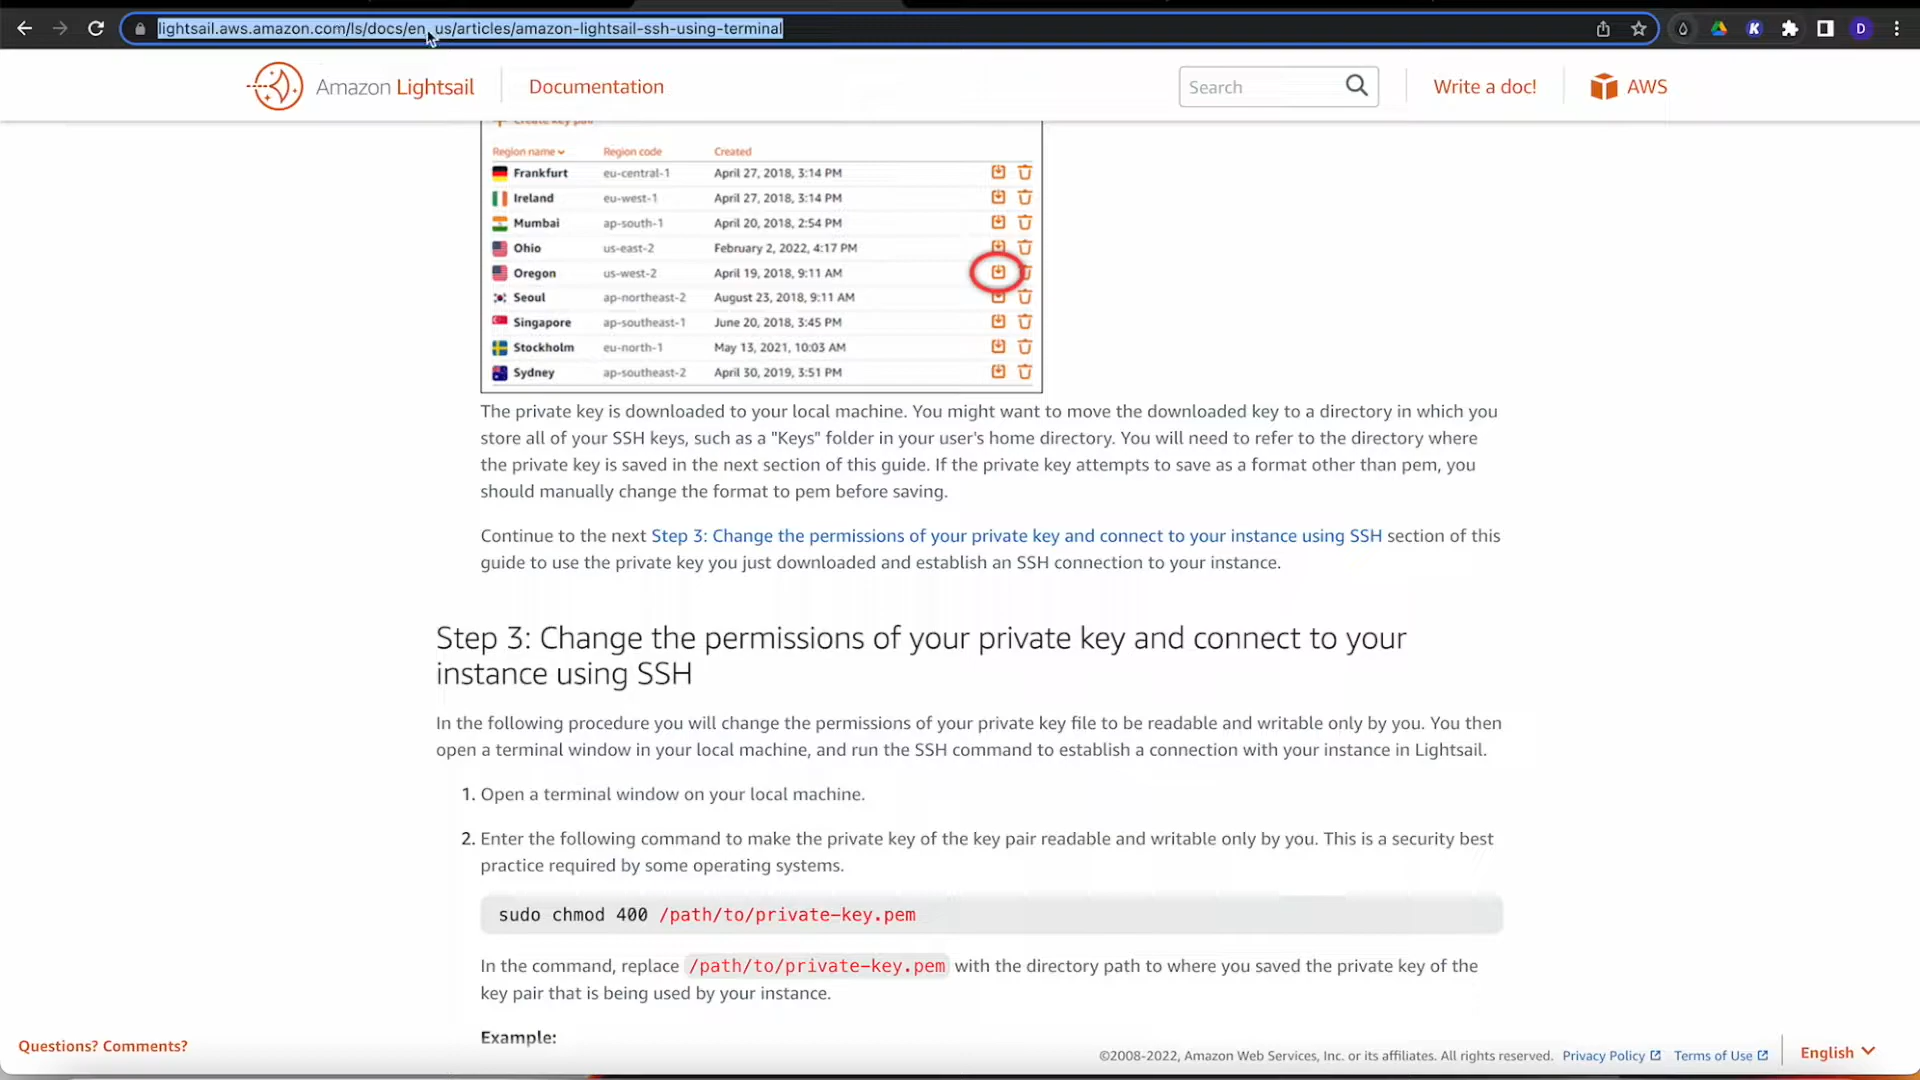 lightsail.aws.amazon.com/ls/docs/en_us/articles/amazon-lightsail-ssh-using-terminal
D
Amazon Lightsail
Documentation
Search
Write a doc!
AWS
+ Create key pair
Region name
Region code
Created
Frankfurt eu-central-1 April 27, 2018, 3:14 PM
Ireland eu-west-1 April 27, 2018, 3:14 PM
Mumbai ap-south-1 April 20, 2018, 2:54 PM
Ohio us-east-2 February 2, 2022, 4:17 PM
Oregon us-west-2 April 19, 2018, 9:11 AM
Seoul ap-northeast-2 August 23, 2018, 9:11 AM
Singapore ap-southeast-1 June 20, 2018, 3:45 PM
Stockholm eu-north-1 May 13, 2021, 10:03 AM
Sydney ap-southeast-2 April 30, 2019, 3:51 PM
The private key is downloaded to your local machine. You might want to move the downloaded key to a directory in which you
store all of your SSH keys, such as a "Keys" folder in your user's home directory. You will need to refer to the directory where
the private key is saved in the next section of this guide. If the private key attempts to save as a format other than pem, you
should manually change the format to pem before saving.
Continue to the next Step 3: Change the permissions of your private key and connect to your instance using SSH section of this
guide to use the private key you just downloaded and establish an SSH connection to your instance.
Step 3: Change the permissions of your private key and connect to your
instance using SSH
In the following procedure you will change the permissions of your private key file to be readable and writable only by you. You then
open a terminal window in your local machine, and run the SSH command to establish a connection with your instance in Lightsail.
1. Open a terminal window on your local machine.
2. Enter the following command to make the private key of the key pair readable and writable only by you. This is a security best
practice required by some operating systems.
sudo chmod 400 /path/to/private-key.pem
In the command, replace /path/to/private-key.pem with the directory path to where you saved the private key of the
key pair that is being used by your instance.
Example:
Questions? Comments?
©2008-2022, Amazon Web Services, Inc. or its affiliates. All rights reserved. Privacy Policy Terms of Use
English